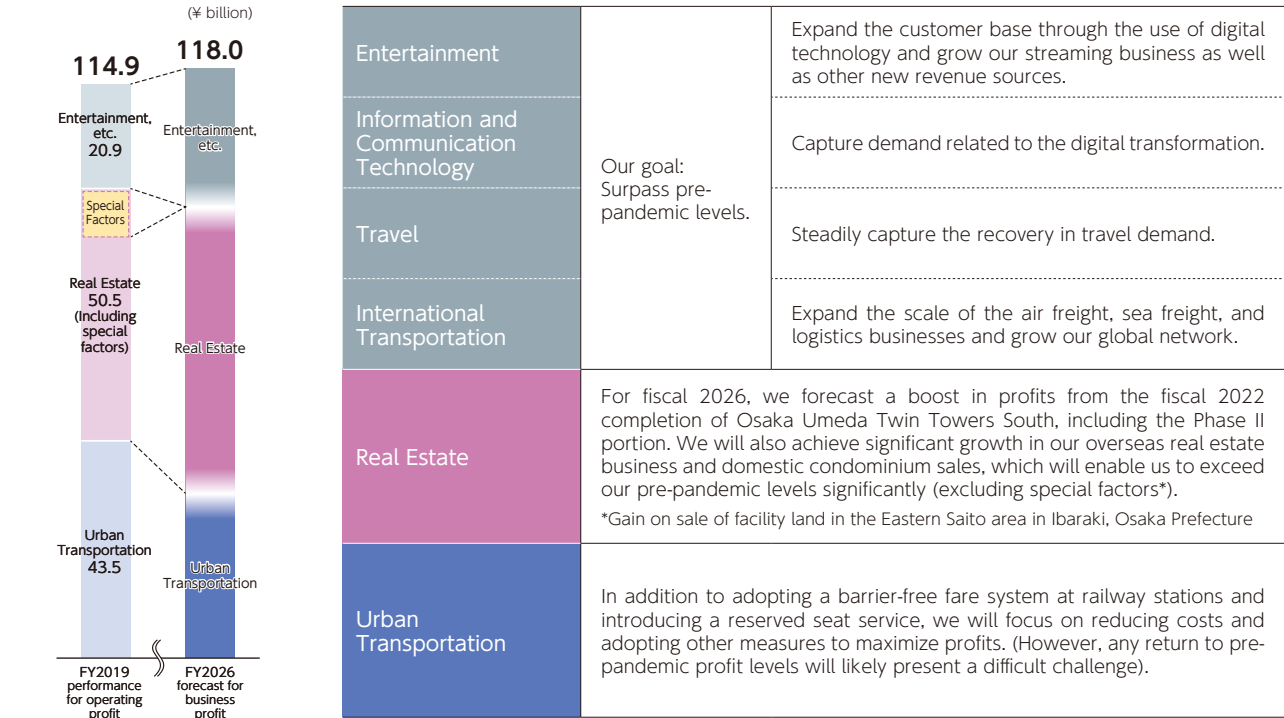 (¥ billion)
114.9
118.0
Entertainment,
etc.
20.9
Special
Factors
Real Estate
50.5
(Including
special
factors)
Urban
Transportation
43.5
Entertainment,
etc.
Real Estate
Urban
Transportation
FY2019
performance
for operating
profit
FY2026
forecast for
business
profit
Entertainment
Information and
Communication
Technology
Travel
International
Transportation
Our goal:
Surpass pre-
pandemic levels.
Expand the customer base through the use of digital
technology and grow our streaming business as well
as other new revenue sources.
Capture demand related to the digital transformation.
Steadily capture the recovery in travel demand.
Expand the scale of the air freight, sea freight, and
logistics businesses and grow our global network.
Real Estate
For fiscal 2026, we forecast a boost in profits from the fiscal 2022
completion of Osaka Umeda Twin Towers South, including the Phase II
portion. We will also achieve significant growth in our overseas real estate
business and domestic condominium sales, which will enable us to exceed
our pre-pandemic levels significantly (excluding special factors*).
*Gain on sale of facility land in the Eastern Saito area in Ibaraki, Osaka Prefecture
Urban
Transportation
In addition to adopting a barrier-free fare system at railway stations and
introducing a reserved seat service, we will focus on reducing costs and
adopting other measures to maximize profits. (However, any return to pre-
pandemic profit levels will likely present a difficult challenge).